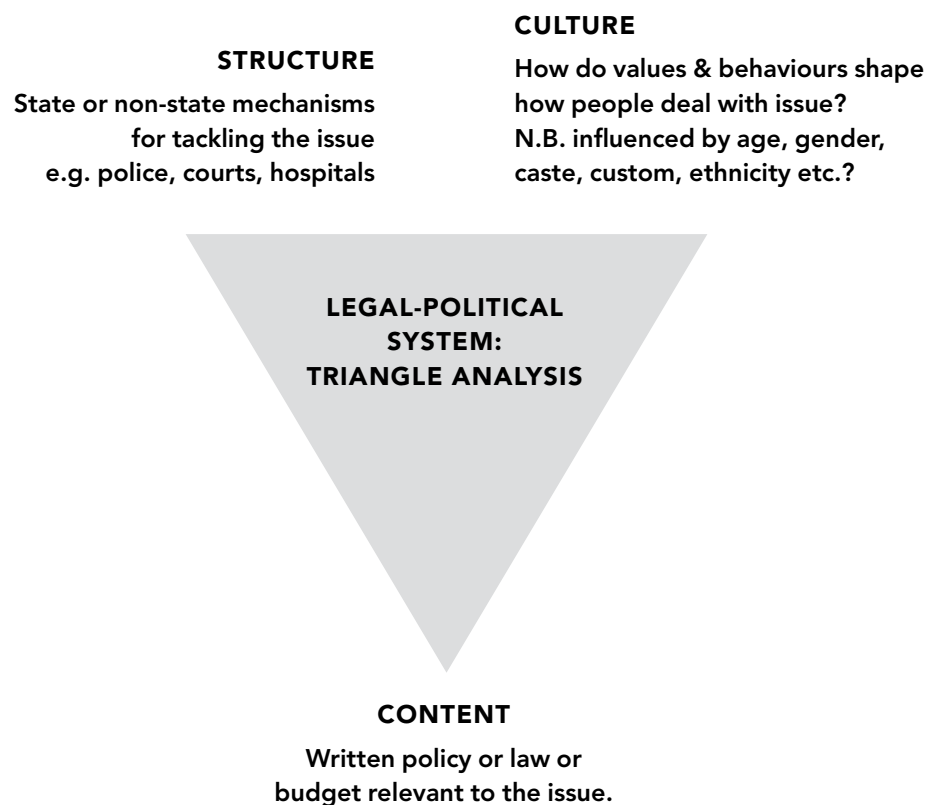 STRUCTURE
State or non-state mechanisms
for tackling the issue
e.g. police, courts, hospitals
CULTURE
How do values & behaviours shape
how people deal with issue?
N.B. influenced by age, gender,
caste, custom, ethnicity etc.?
LEGAL-POLITICAL
SYSTEM:
TRIANGLE ANALYSIS
CONTENT
Written policy or law or
budget relevant to the issue.